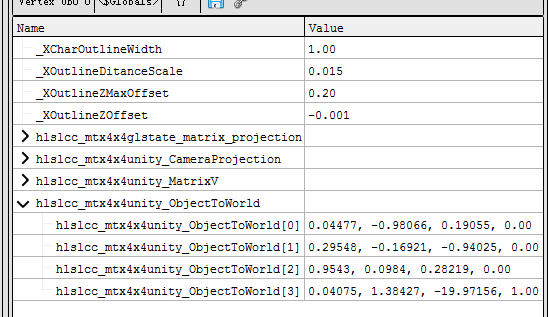 Vertex UBO 0 \$Globals> {}
Name Value
_XCharOutlineWidth 1.00
_XOutlineDitanceScale 0.015
_XOutlineZMaxOffset 0.20
_XOutlineZOffset -0.001
hlslcc_mtx4x4glstate_matrix_projection
hlslcc_mtx4x4unity_CameraProjection
hlslcc_mtx4x4unity_MatrixV
hlslcc_mtx4x4unity_ObjectToWorld
hlslcc_mtx4x4unity_ObjectToWorld[0] 0.04477, -0.98066, 0.19055, 0.00
hlslcc_mtx4x4unity_ObjectToWorld[1] 0.29548, -0.16921, -0.94025, 0.00
hlslcc_mtx4x4unity_ObjectToWorld[2] 0.9543, 0.0984, 0.28219, 0.00
hlslcc_mtx4x4unity_ObjectToWorld[3] 0.04075, 1.38427, -19.97156, 1.00